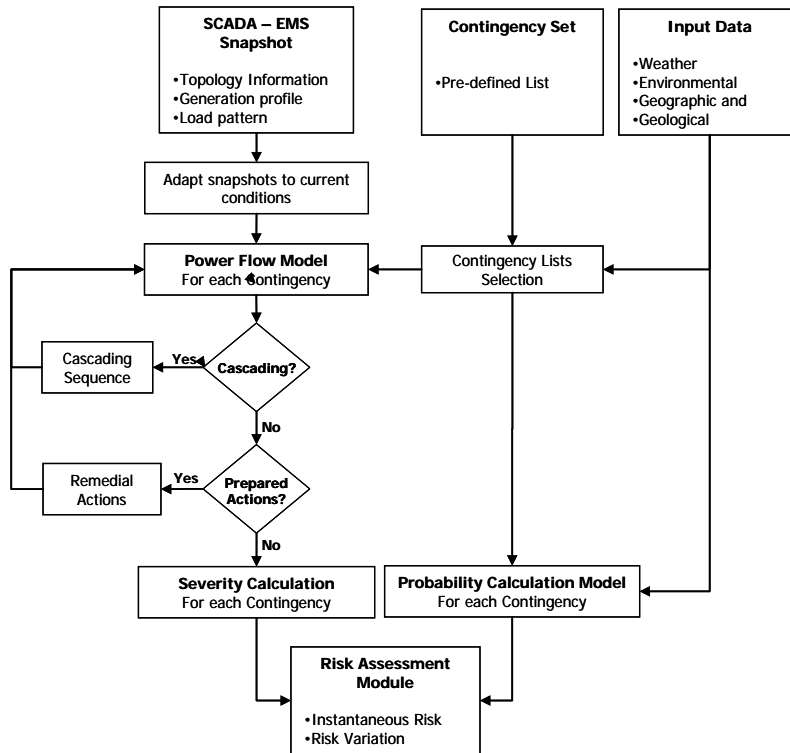 SCADA – EMS
Snapshot
•Topology Information
•Generation profile
•Load pattern
Contingency Set
•Pre-defined List
Input Data
•Weather
•Environmental
•Geographic and
•Geological
Adapt snapshots to current
conditions
Power Flow Model
For each Contingency
Contingency Lists
Selection
Cascading
Sequence
Yes
Cascading?
No
Remedial
Actions
Yes
Prepared
Actions?
No
Severity Calculation
For each Contingency
Probability Calculation Model
For each Contingency
Risk Assessment
Module
•Instantaneous Risk
•Risk Variation